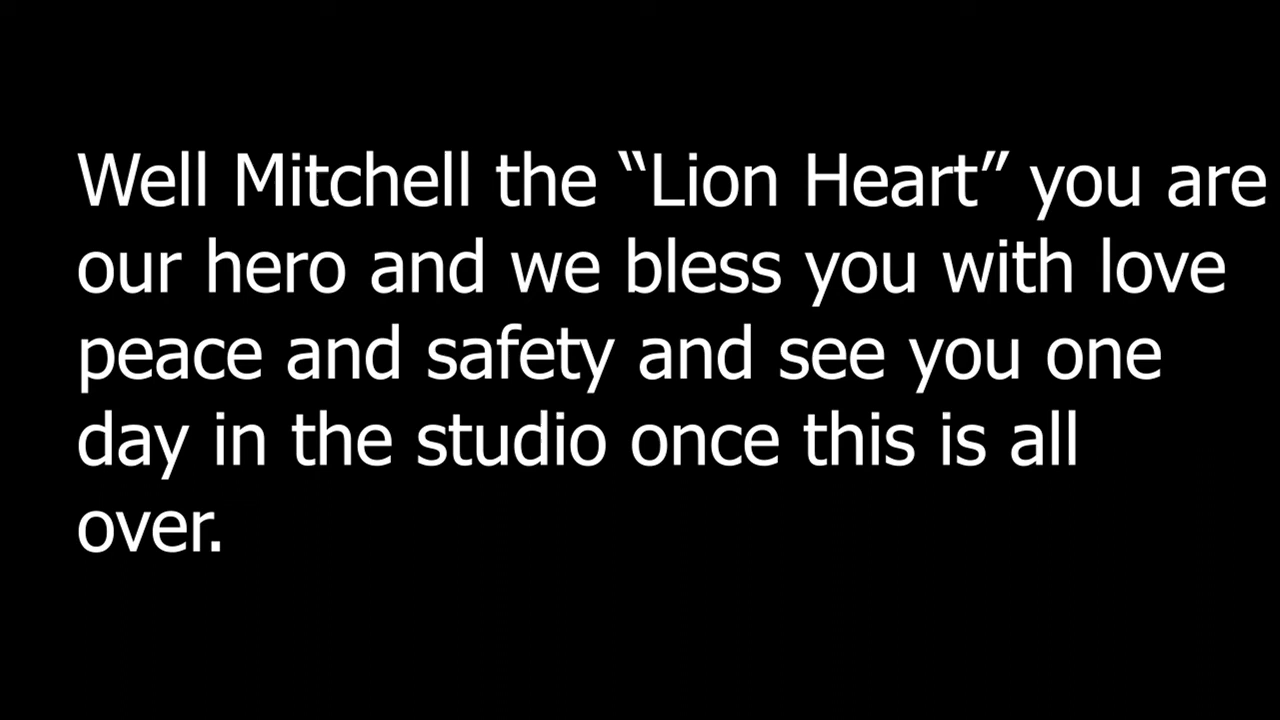 Well Mitchell the “Lion Heart” you are
our hero and we bless you with love
peace and safety and see you one
day in the studio once this is all
over.